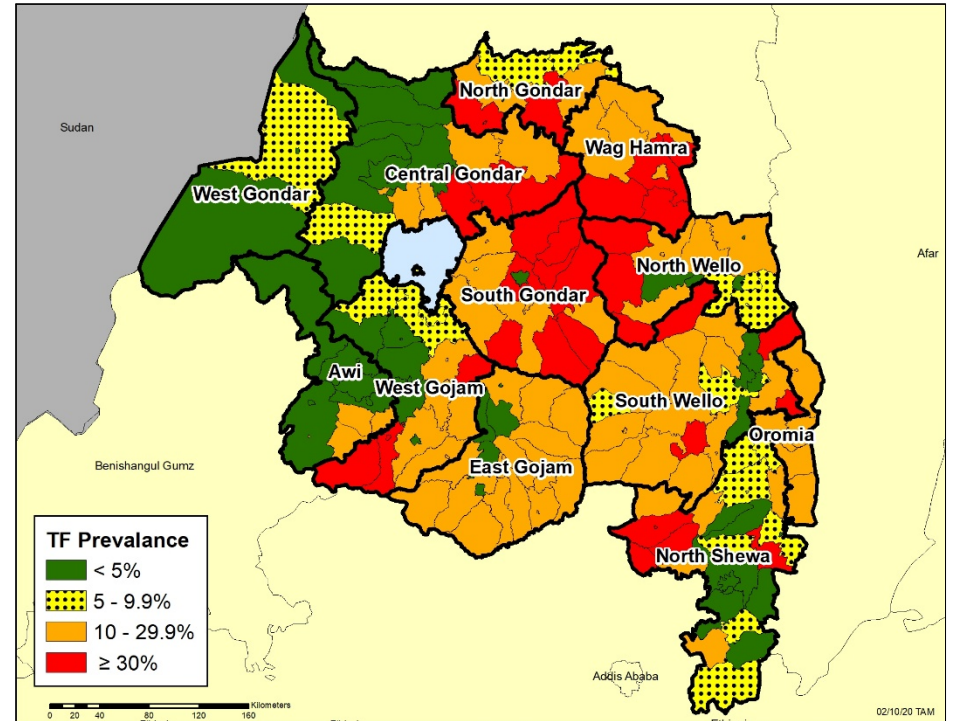 Sudan
North Gondar
Wag Hamra
Central Gondar
West Gondar
North Wello
Afar
South Gondar
Awi
West Gojam
South Wello
Oromia
Benishangul Gumz
East Gojam
North Shewa
TF Prevalance
< 5%
5 - 9.9%
10 - 29.9%
≥ 30%
Addis Ababa
Kilometers
0 20 40 80 120 160
02/10/20 TAM